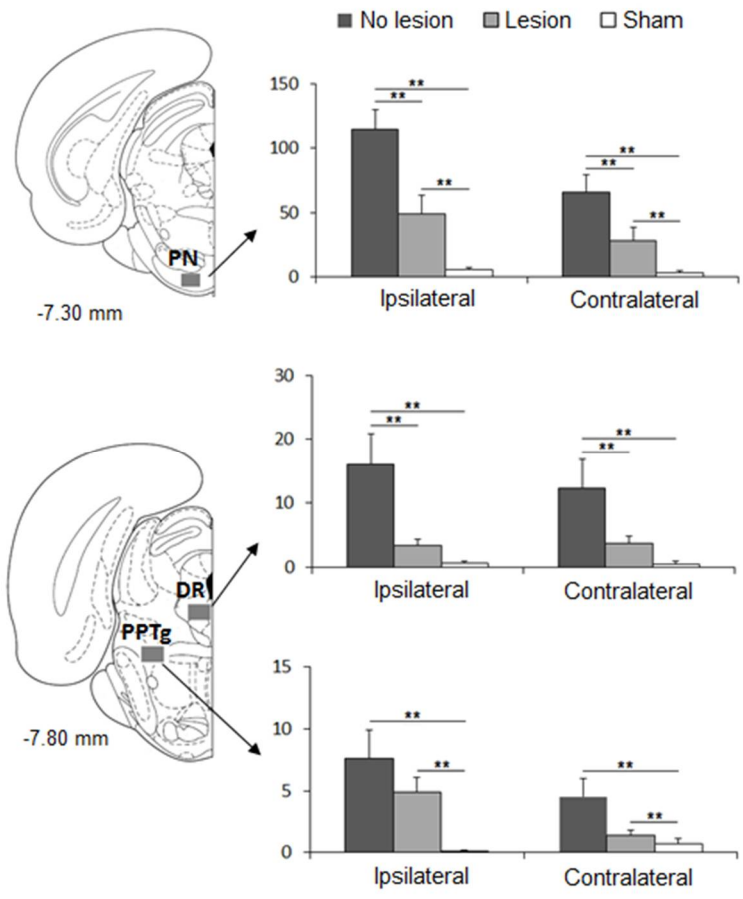 No lesion Lesion Sham
150
**
**
**
100
**
**
50
**
0
PN
Ipsilateral Contralateral
-7.30 mm
30
**
**
20
**
**
10
0
DR
Ipsilateral Contralateral
PPTg
15
-7.80 mm
10
**
**
5
**
**
0
Ipsilateral Contralateral